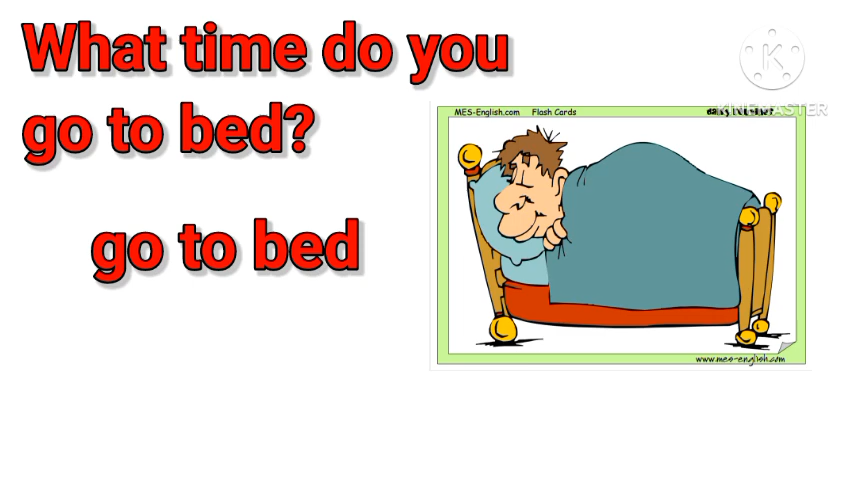 What time do you
go to bed?
go to bed
K
KINEMASTER
MES-English.com Flash Cards
www.mes-english.com